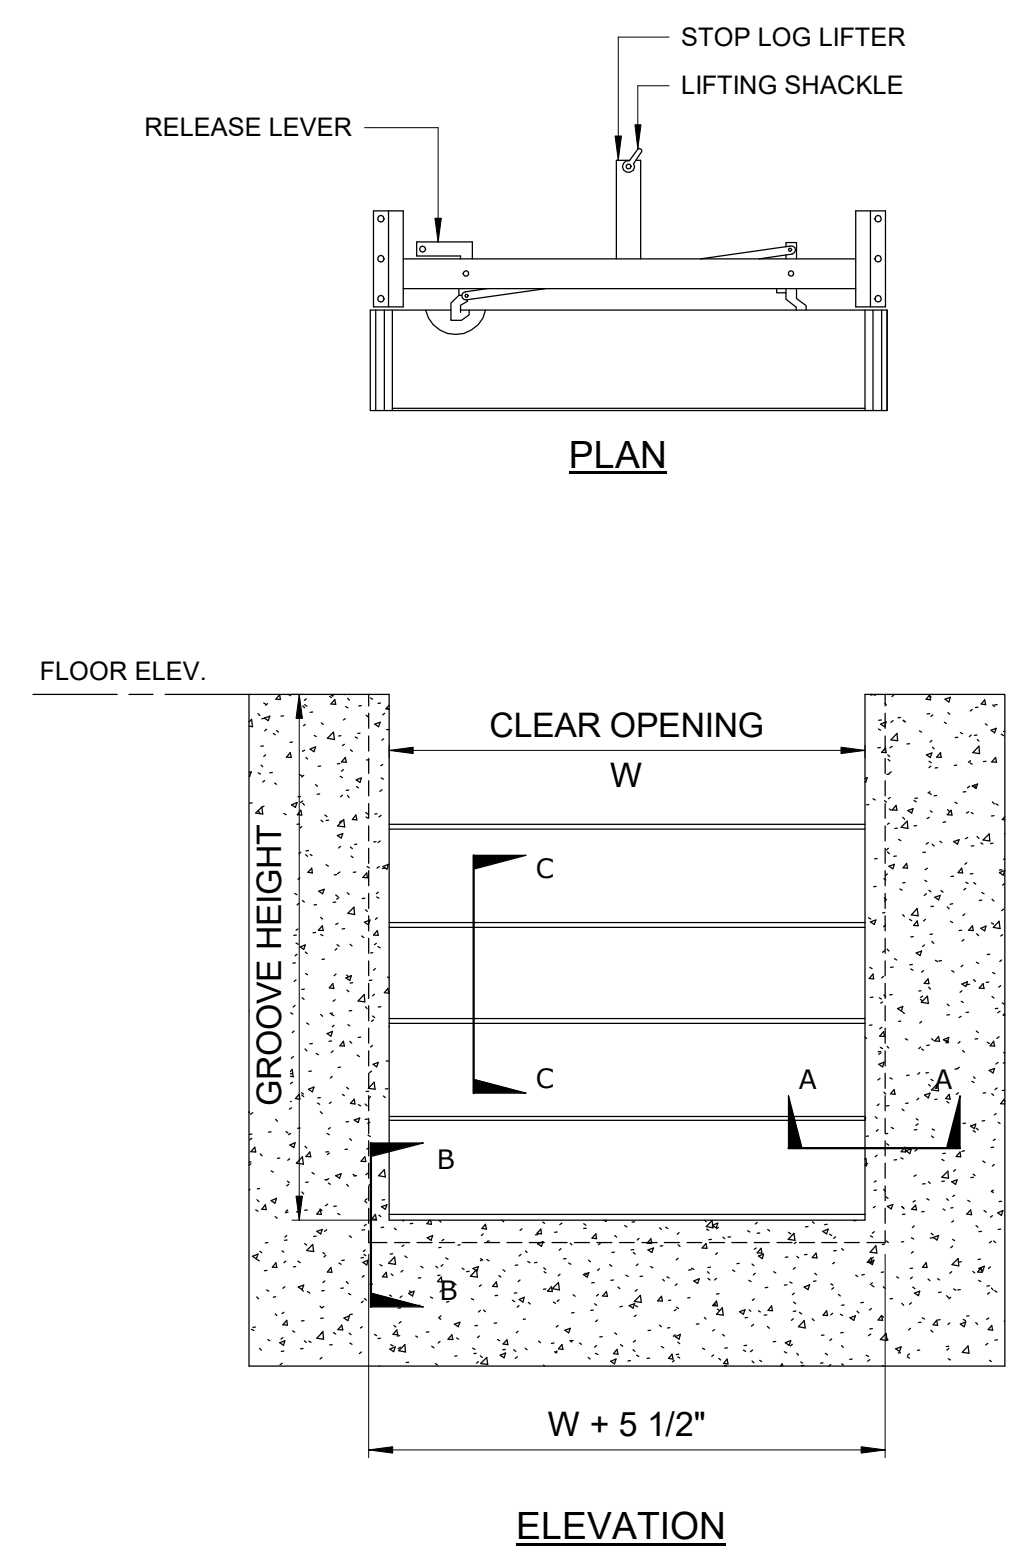 STOP LOG LIFTER
LIFTING SHACKLE
RELEASE LEVER
PLAN
FLOOR ELEV.
CLEAR OPENING
W
GROOVE HEIGHT
C
C
A A
B
B
W + 5 1/2"
ELEVATION